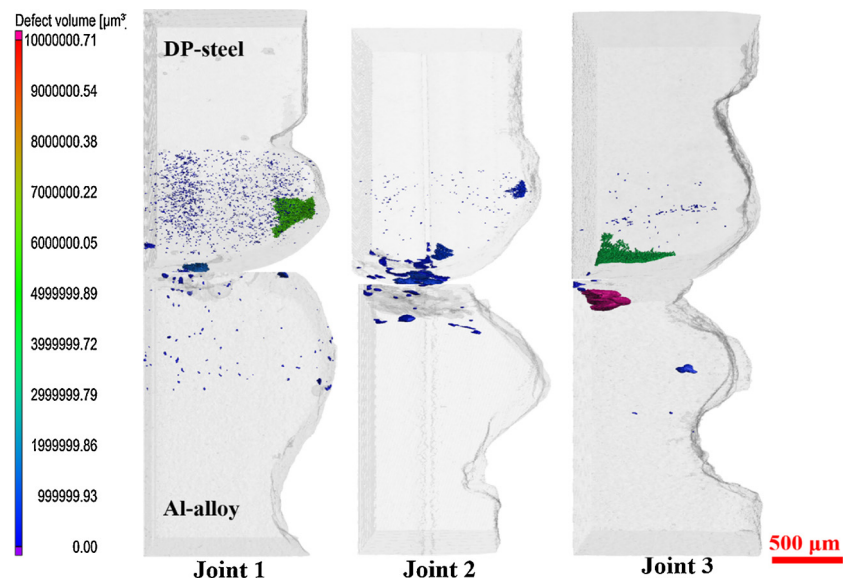 Defect volume [µm³
10000000.71
9000000.54
8000000.38
7000000.22
6000000.05
4999999.89
3999999.72
2999999.79
1999999.86
999999.93
0.00
DP-steel
Al-alloy
Joint 1
Joint 2
Joint 3
500 µm